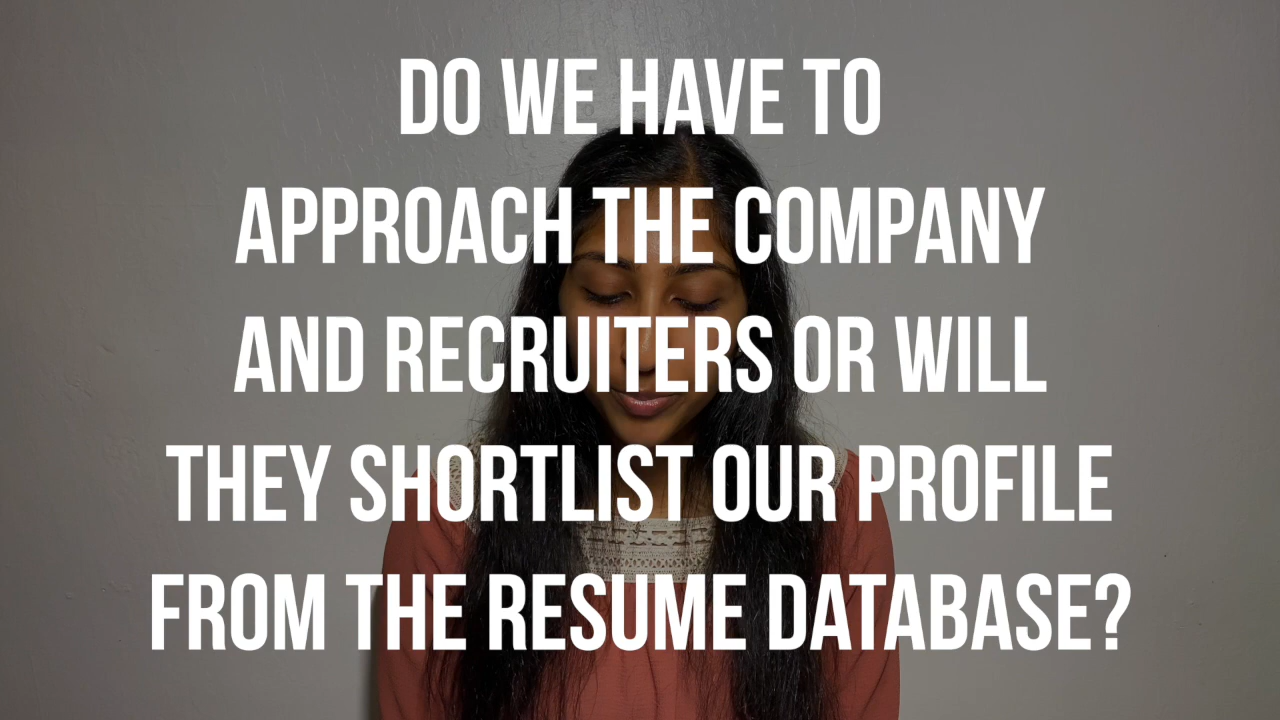 DO WE HAVE TO
APPROACH THE COMPANY
AND RECRUITERS OR WILL
THEY SHORTLIST OUR PROFILE
FROM THE RESUME DATABASE?